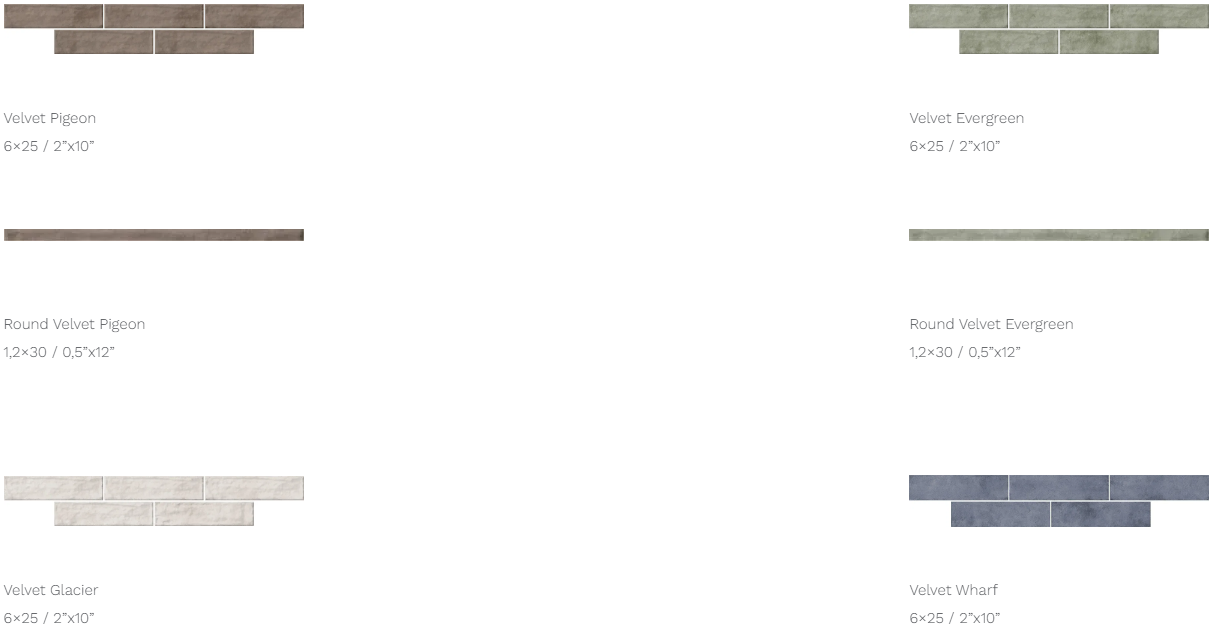 Velvet Pigeon
6×25 / 2”x10”
Velvet Evergreen
6×25 / 2”x10”
Round Velvet Pigeon
1,2×30 / 0,5”x12”
Round Velvet Evergreen
1,2×30 / 0,5”x12”
Velvet Glacier
6×25 / 2”x10”
Velvet Wharf
6×25 / 2”x10”